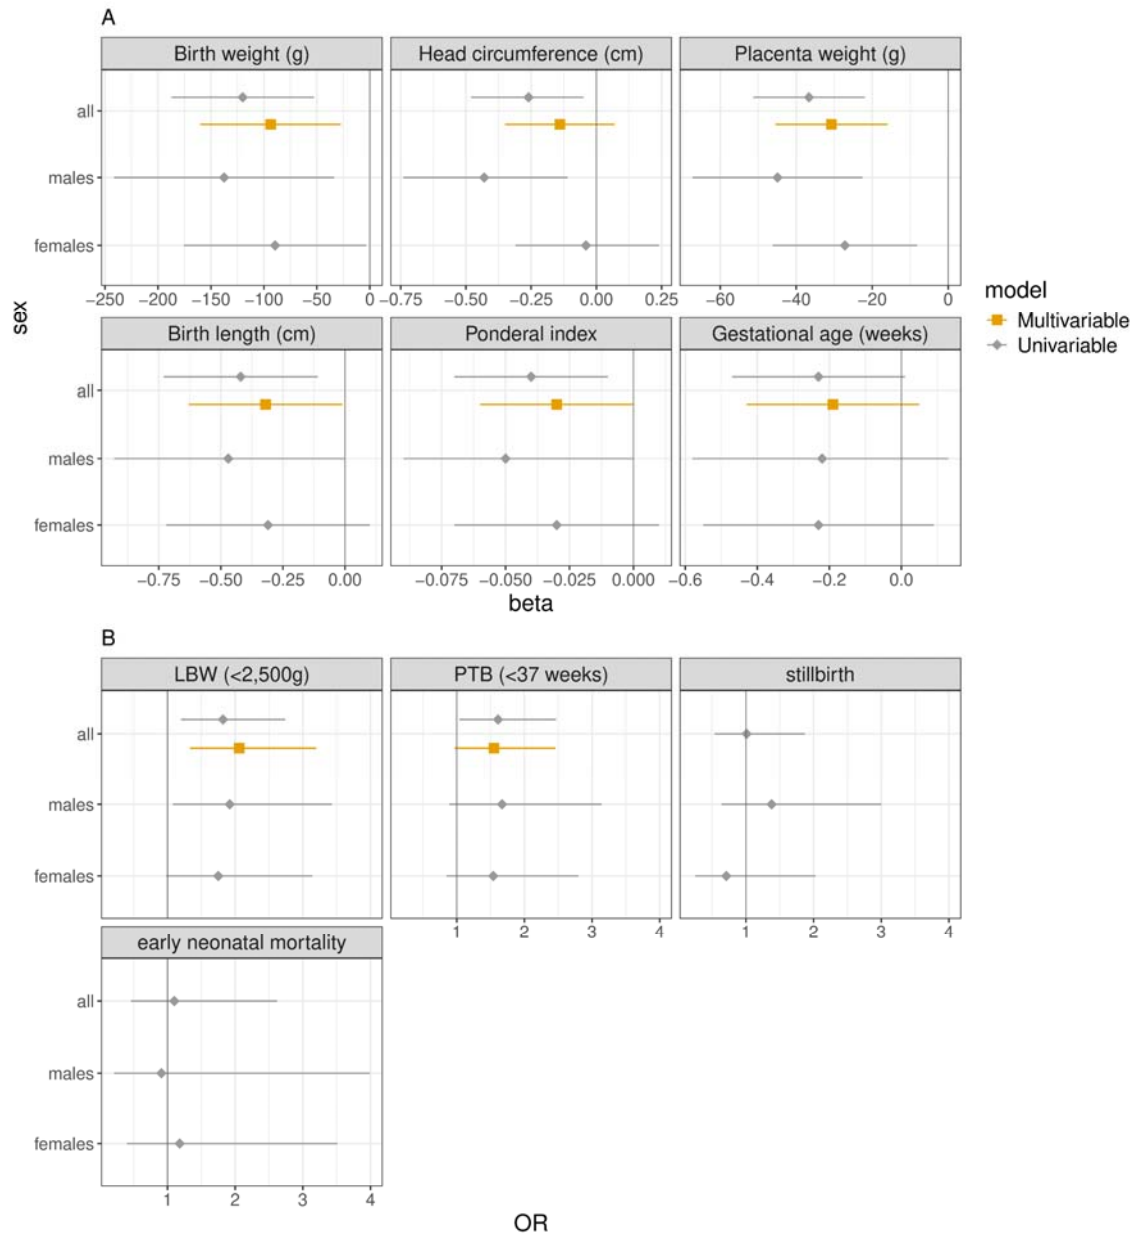 A
Birth weight (g) Head circumference (cm) Placenta weight (g)
all
males
females
−250 −200 −150 −100 −50 0 −0.75 −0.50 −0.25 0.00 0.25 −60 −40 −20 0
sex
model
Multivariable
Univariable
Birth length (cm) Ponderal index Gestational age (weeks)
all
males
females
−0.75 −0.50 −0.25 0.00 −0.075 −0.050 −0.025 0.000 −0.6 −0.4 −0.2 0.0
beta
B
LBW (<2,500g) PTB (<37 weeks) stillbirth
all
males
females
1 2 3 4 1 2 3 4
early neonatal mortality
all
males
females
1 2 3 4
OR